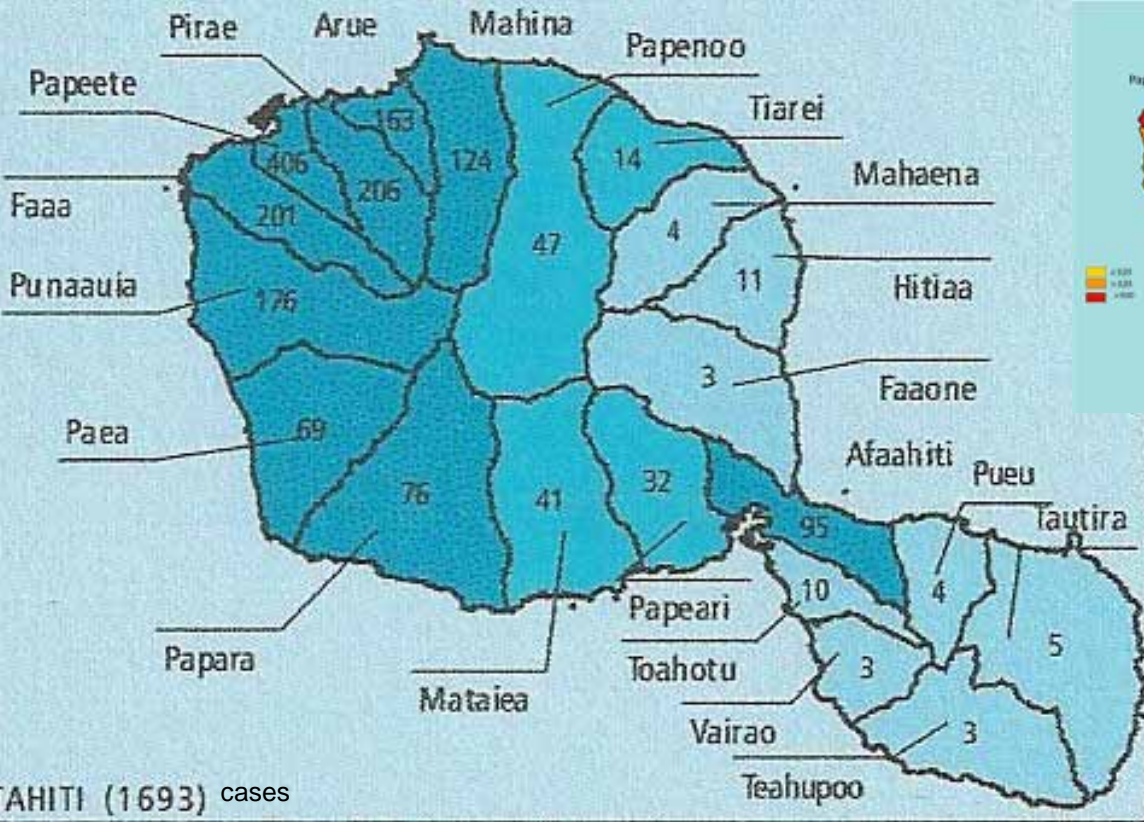 Pirae
Arue
Mahina
Papenoo
Papeete
Tiarei
163
406
124
14
Mahaena
Faaa
206
201
47
4
Punaauia
176
11
Hitiaa
3
Faaone
Paea
69
76
41
32
Afaahiti
Pueu
95
Tautira
10
4
5
Papeari
Papara
Toahotu
3
Mataiea
Vairao
3
Teahupoo
TAHITI (1693) cases